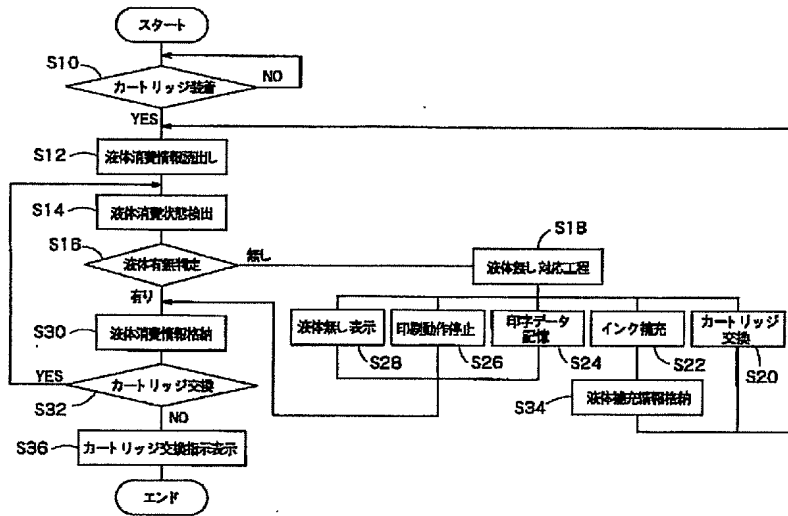 スタート
S10
カートリッジ装着
NO
YES
S12
液体消費情報読出し
S14
液体消費状態検出
S16
液体有無判定
無し
S18
液体無し対応工程
有り
S30
液体消費情報格納
液体無し表示
印刷動作停止
印字データ
記憶
インク補充
カートリッジ
交換
S28
S26
S24
S22
S20
YES
カートリッジ交換
S32
S34
液体補充情報格納
NO
S36
カートリッジ交換指示表示
エンド